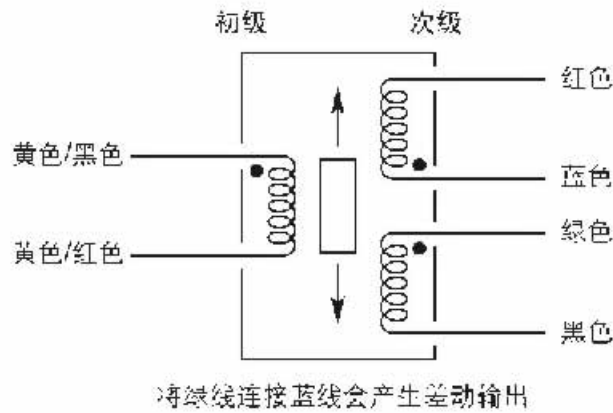 初级 次级
红色
黄色/黑色
蓝色
绿色
黄色/红色
黑色
将绿线连接蓝线会产生差动输出